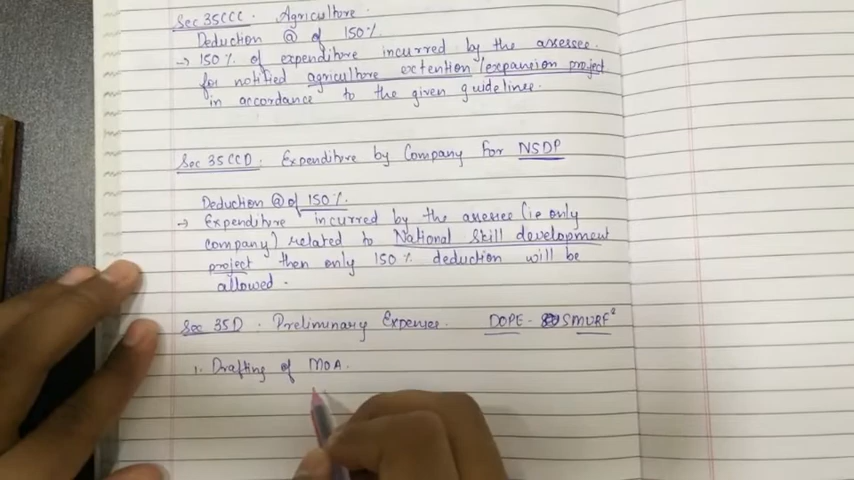 Sec 35CCC. Agriculture.
Deduction @ of 150%
→ 150% of expenditure incurred by the assesee.
for notified agriculture extention / expansion project
in accordance to the given guidelines.
Sec 35CCD. Expenditure by Company for NSDP
Deduction @ of 150%.
→ Expenditure incurred by the assesee (ie only
company) related to National Skill development
project then only 150% deduction will be
allowed.
Sec 35D. Preliminary Expenses. DOPE - SMURF²
1. Drafting of MOA.